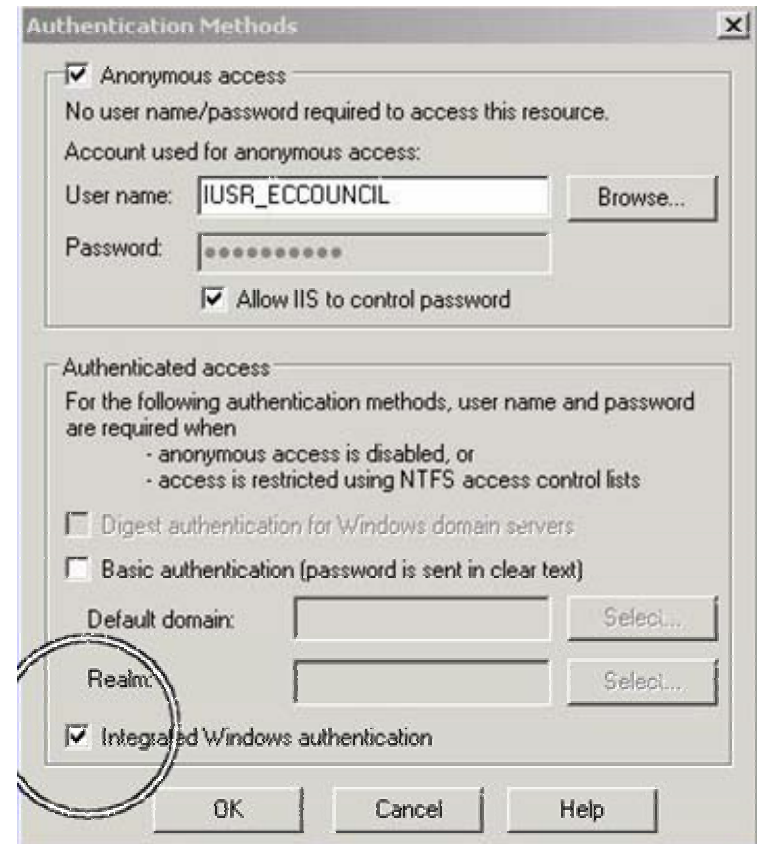 Authentication Methods
Anonymous access
No user name/password required to access this resource.
Account used for anonymous access:
User name: IUSR_ECCOUNCIL Browse...
Password: ●●●●●●●●●●
Allow IIS to control password
Authenticated access
For the following authentication methods, user name and password
are required when
- anonymous access is disabled, or
- access is restricted using NTFS access control lists
Digest authentication for Windows domain servers
Basic authentication (password is sent in clear text)
Default domain: Select...
Realm: Select...
Integrated Windows authentication
OK Cancel Help